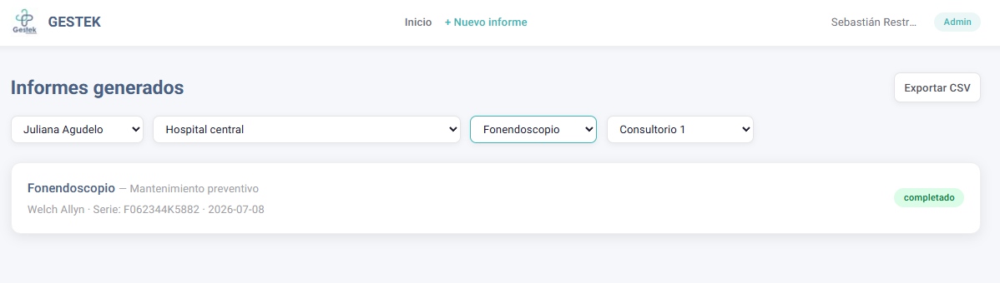 Gestek
GESTEK
Inicio
+ Nuevo informe
Sebastián Restr...
Admin
Informes generados
Exportar CSV
Juliana Agudelo
Hospital central
Fonendoscopio
Consultorio 1
Fonendoscopio — Mantenimiento preventivo
Welch Allyn · Serie: F062344K5882 · 2026-07-08
completado